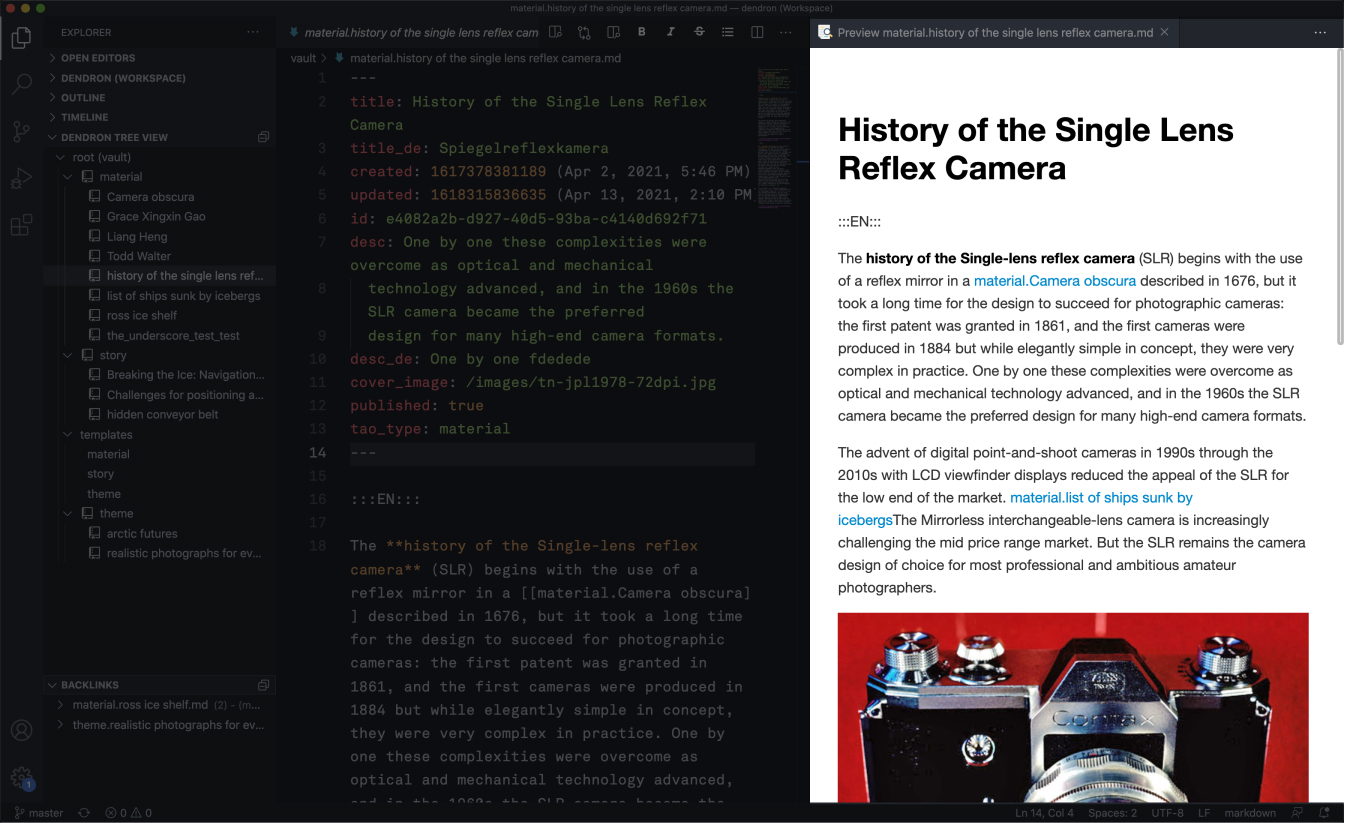 material.history of the single lens reflex camera.md — dendron (Workspace)
EXPLORER
OPEN EDITORS
DENDRON (WORKSPACE)
OUTLINE
TIMELINE
DENDRON TREE VIEW
root (vault)
material
Camera obscura
Grace Xingxin Gao
Liang Heng
Todd Walter
history of the single lens ref...
list of ships sunk by icebergs
ross ice shelf
the_underscore_test_test
story
Breaking the Ice: Navigation...
Challenges for positioning a...
hidden conveyor belt
templates
material
story
theme
theme
arctic futures
realistic photographs for ev...
BACKLINKS
material.ross ice shelf.md (2) - (m...
theme.realistic photographs for ev...
1
material.history of the single lens reflex cam
B I S
vault > material.history of the single lens reflex camera.md
1 ---
2 title: History of the Single Lens Reflex
Camera
3 title_de: Spiegelreflexkamera
4 created: 1617378381189 (Apr 2, 2021, 5:46 PM)
5 updated: 1618315836635 (Apr 13, 2021, 2:10 PM
6 id: e4082a2b-d927-40d5-93ba-c4140d692f71
7 desc: One by one these complexities were
overcome as optical and mechanical
8 technology advanced, and in the 1960s the
SLR camera became the preferred
9 design for many high-end camera formats.
10 desc_de: One by one fdedede
11 cover_image: /images/tn-jpl1978-72dpi.jpg
12 published: true
13 tao_type: material
14 ---
15
16 :::EN:::
17
18 The **history of the Single-lens reflex
camera** (SLR) begins with the use of a
reflex mirror in a [[material.Camera obscura]
] described in 1676, but it took a long time
for the design to succeed for photographic
cameras: the first patent was granted in
1861, and the first cameras were produced in
1884 but while elegantly simple in concept,
they were very complex in practice. One by
one these complexities were overcome as
optical and mechanical technology advanced,
and in the 1960s the SLR camera became the
Preview material.history of the single lens reflex camera.md
History of the Single Lens
Reflex Camera
:::EN:::
The history of the Single-lens reflex camera (SLR) begins with the use
of a reflex mirror in a material.Camera obscura described in 1676, but it
took a long time for the design to succeed for photographic cameras:
the first patent was granted in 1861, and the first cameras were
produced in 1884 but while elegantly simple in concept, they were very
complex in practice. One by one these complexities were overcome as
optical and mechanical technology advanced, and in the 1960s the SLR
camera became the preferred design for many high-end camera formats.
The advent of digital point-and-shoot cameras in 1990s through the
2010s with LCD viewfinder displays reduced the appeal of the SLR for
the low end of the market. material.list of ships sunk by
icebergsThe Mirrorless interchangeable-lens camera is increasingly
challenging the mid price range market. But the SLR remains the camera
design of choice for most professional and ambitious amateur
photographers.
Contax
master 0 0
Ln 14, Col 4 Spaces: 2 UTF-8 LF markdown